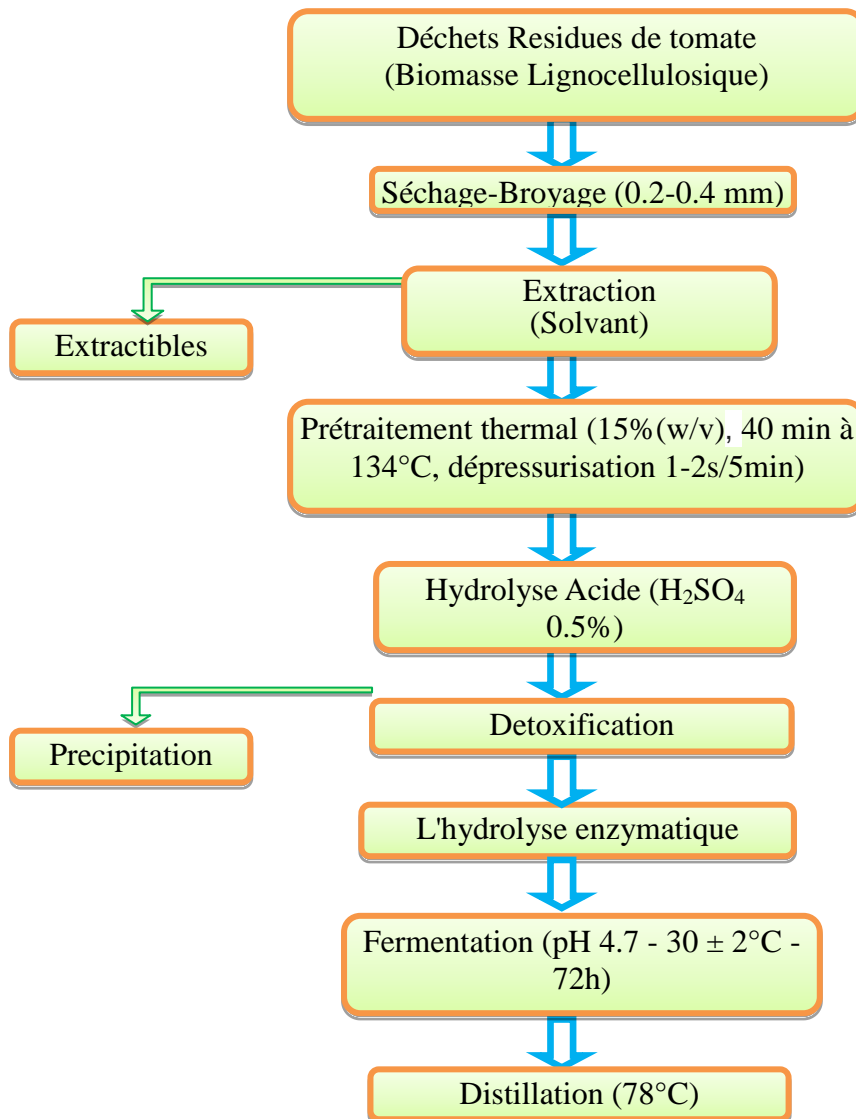 Déchets Residues de tomate
(Biomasse Lignocellulosique)
Séchage-Broyage (0.2-0.4 mm)
Extraction
(Solvant)
Extractibles
Prétraitement thermal (15%(w/v), 40 min à
134°C, dépressurisation 1-2s/5min)
Hydrolyse Acide (H₂SO₄
0.5%)
Detoxification
Precipitation
L'hydrolyse enzymatique
Fermentation (pH 4.7 - 30 ± 2°C -
72h)
Distillation (78°C)